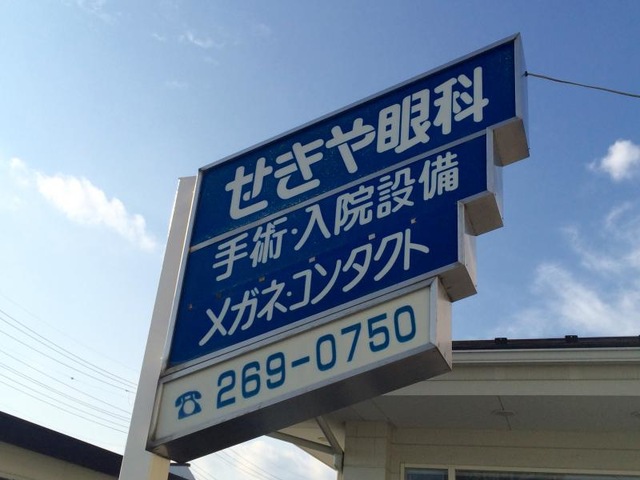 せきや眼科
手術・入院設備
メガネ・コンタクト
☎269-0750